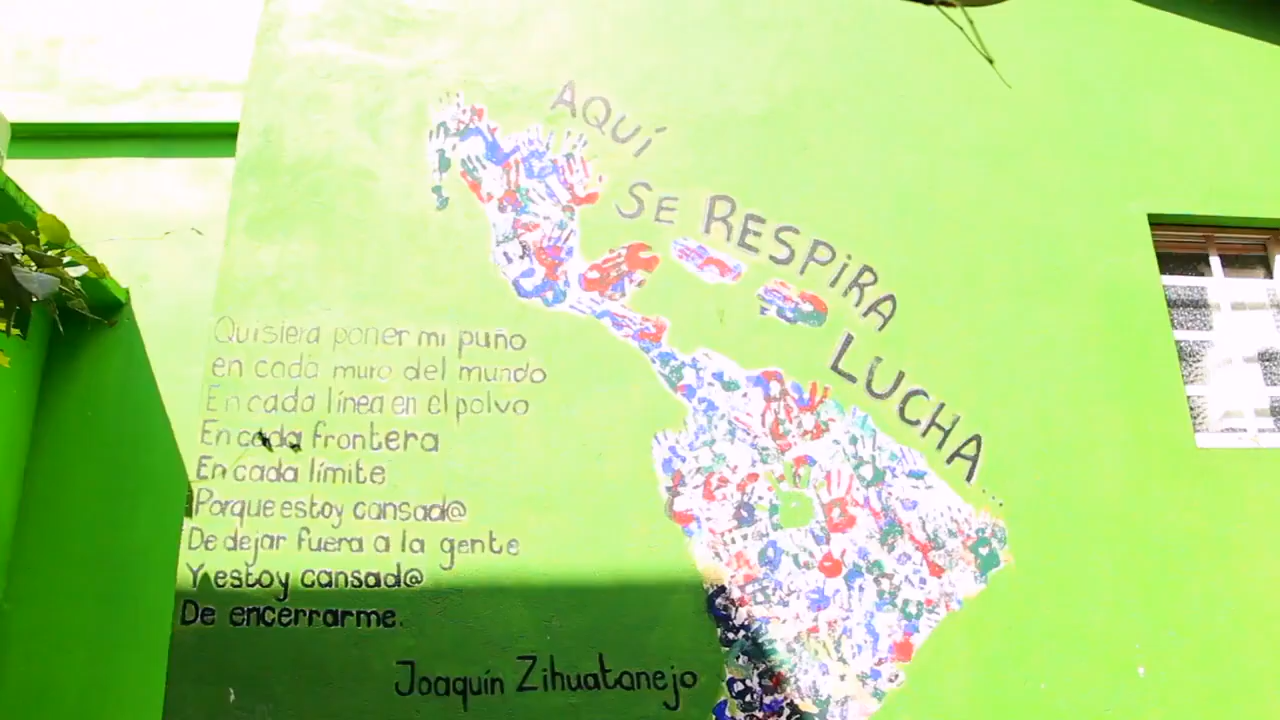 AQUÍ
SE RESPIRA
LUCHA...
Quisiera poner mi puño
en cada muro del mundo
En cada línea en el polvo
En cada frontera
En cada límite
Porque estoy cansad@
De dejar fuera a la gente
Y estoy cansad@
De encerrarme.
Joaquín Zihuatanejo